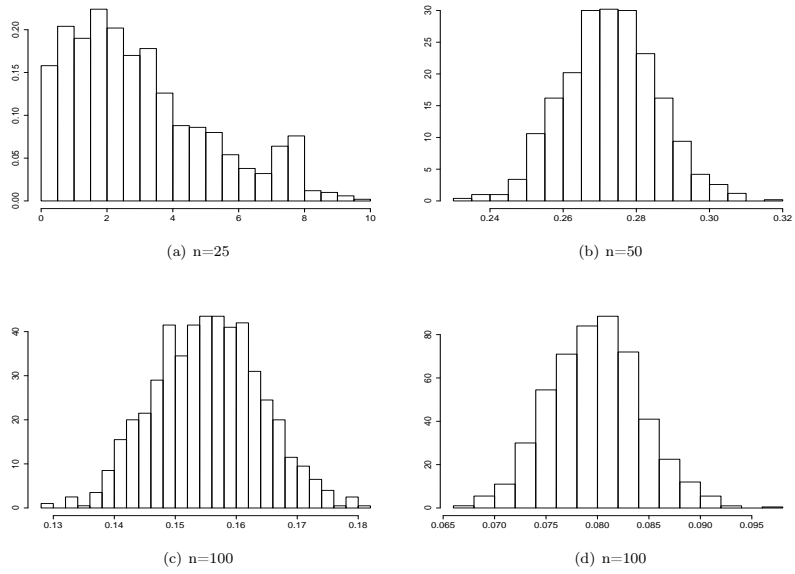 0.00 0.05 0.10 0.15 0.20
0 2 4 6 8 10
(a) n=25
0 5 10 15 20 25 30
0.24 0.26 0.28 0.30 0.32
(b) n=50
0 10 20 30 40
0.13 0.14 0.15 0.16 0.17 0.18
(c) n=100
0 20 40 60 80
0.065 0.070 0.075 0.080 0.085 0.090 0.095
(d) n=100